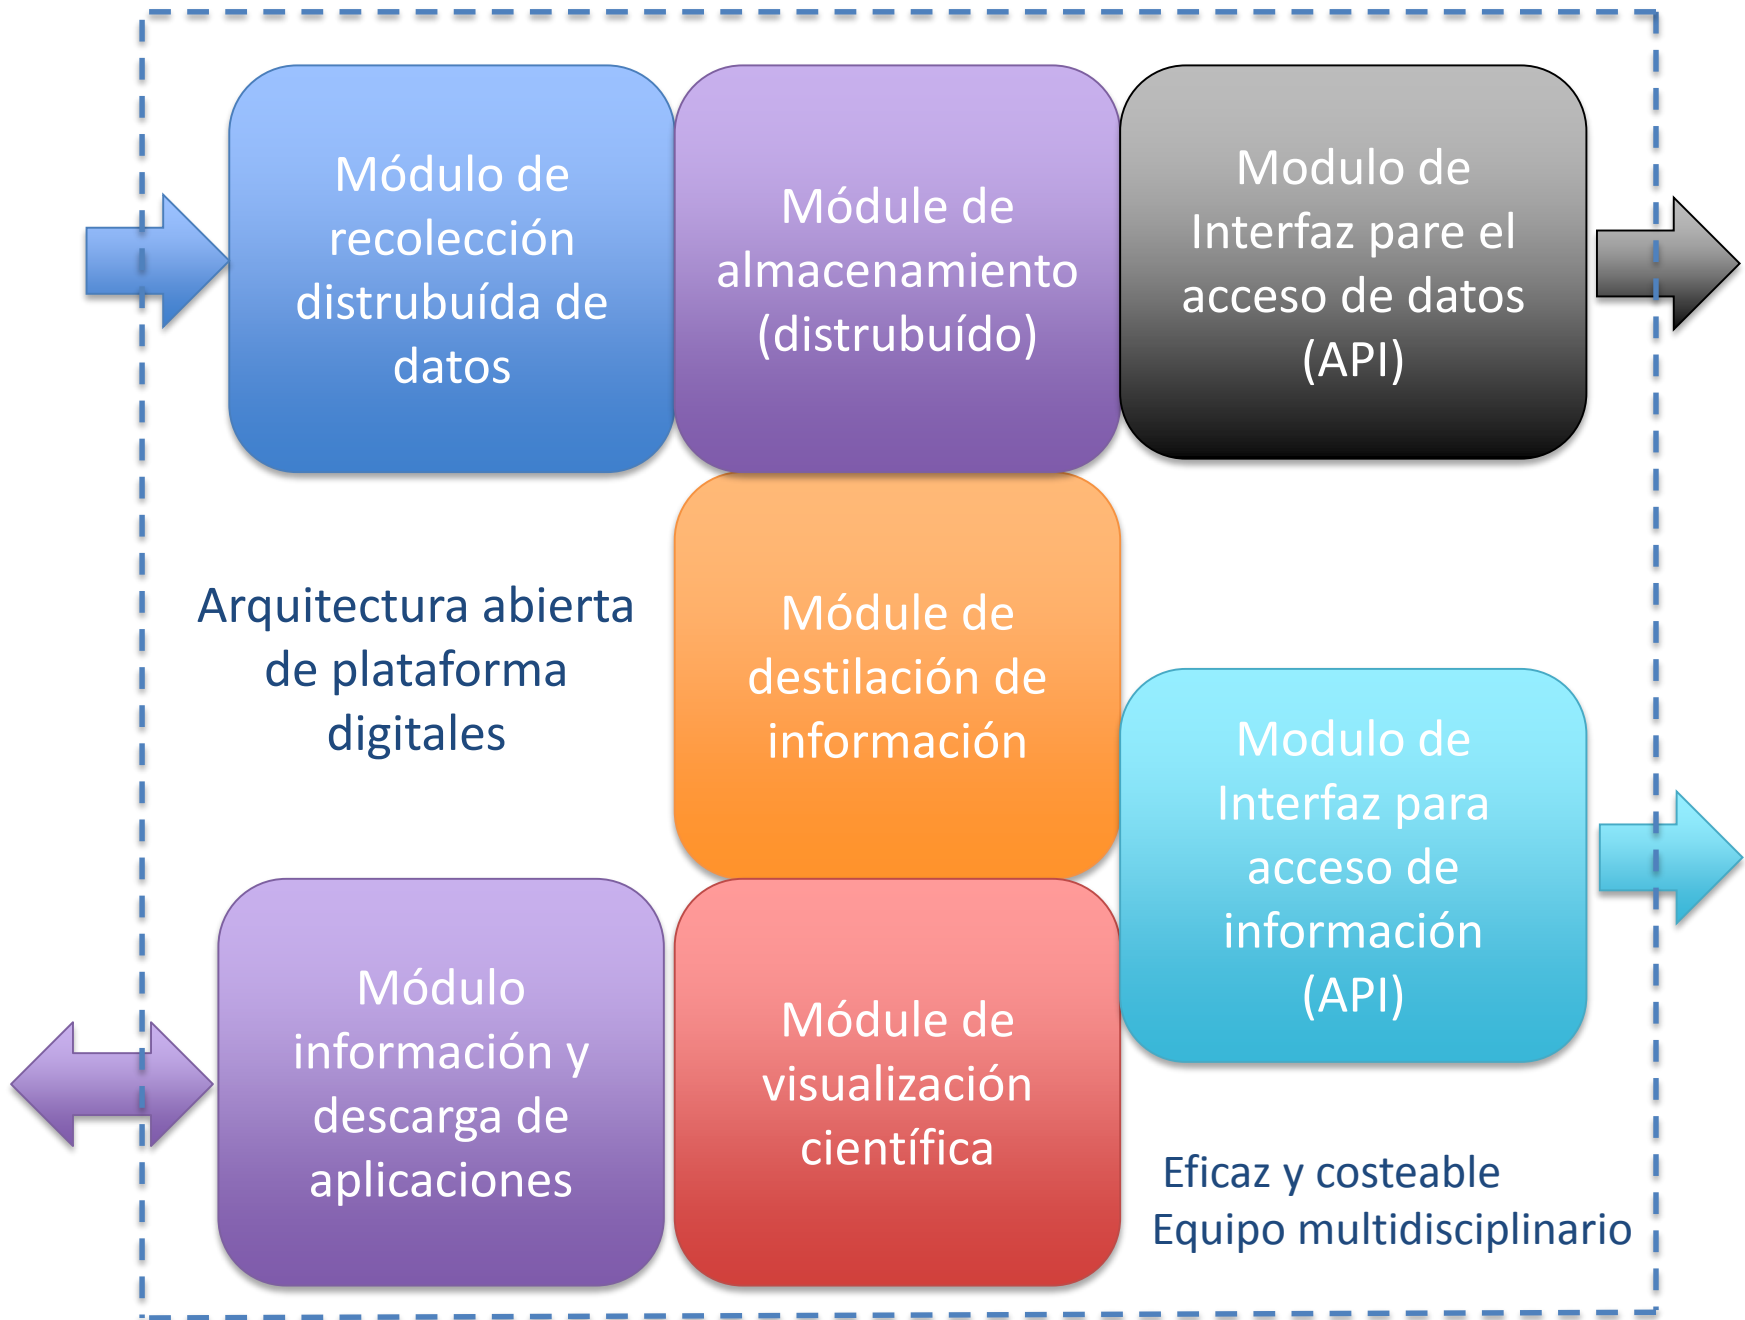 Módulo de
recolección
distrubuída de
datos
Módule de
almacenamiento
(distrubuído)
Modulo de
Interfaz pare el
acceso de datos
(API)
Arquitectura abierta
de plataforma
digitales
Módule de
destilación de
información
Modulo de
Interfaz para
acceso de
información
(API)
Módulo
información y
descarga de
aplicaciones
Módule de
visualización
científica
Eficaz y costeable
Equipo multidisciplinario